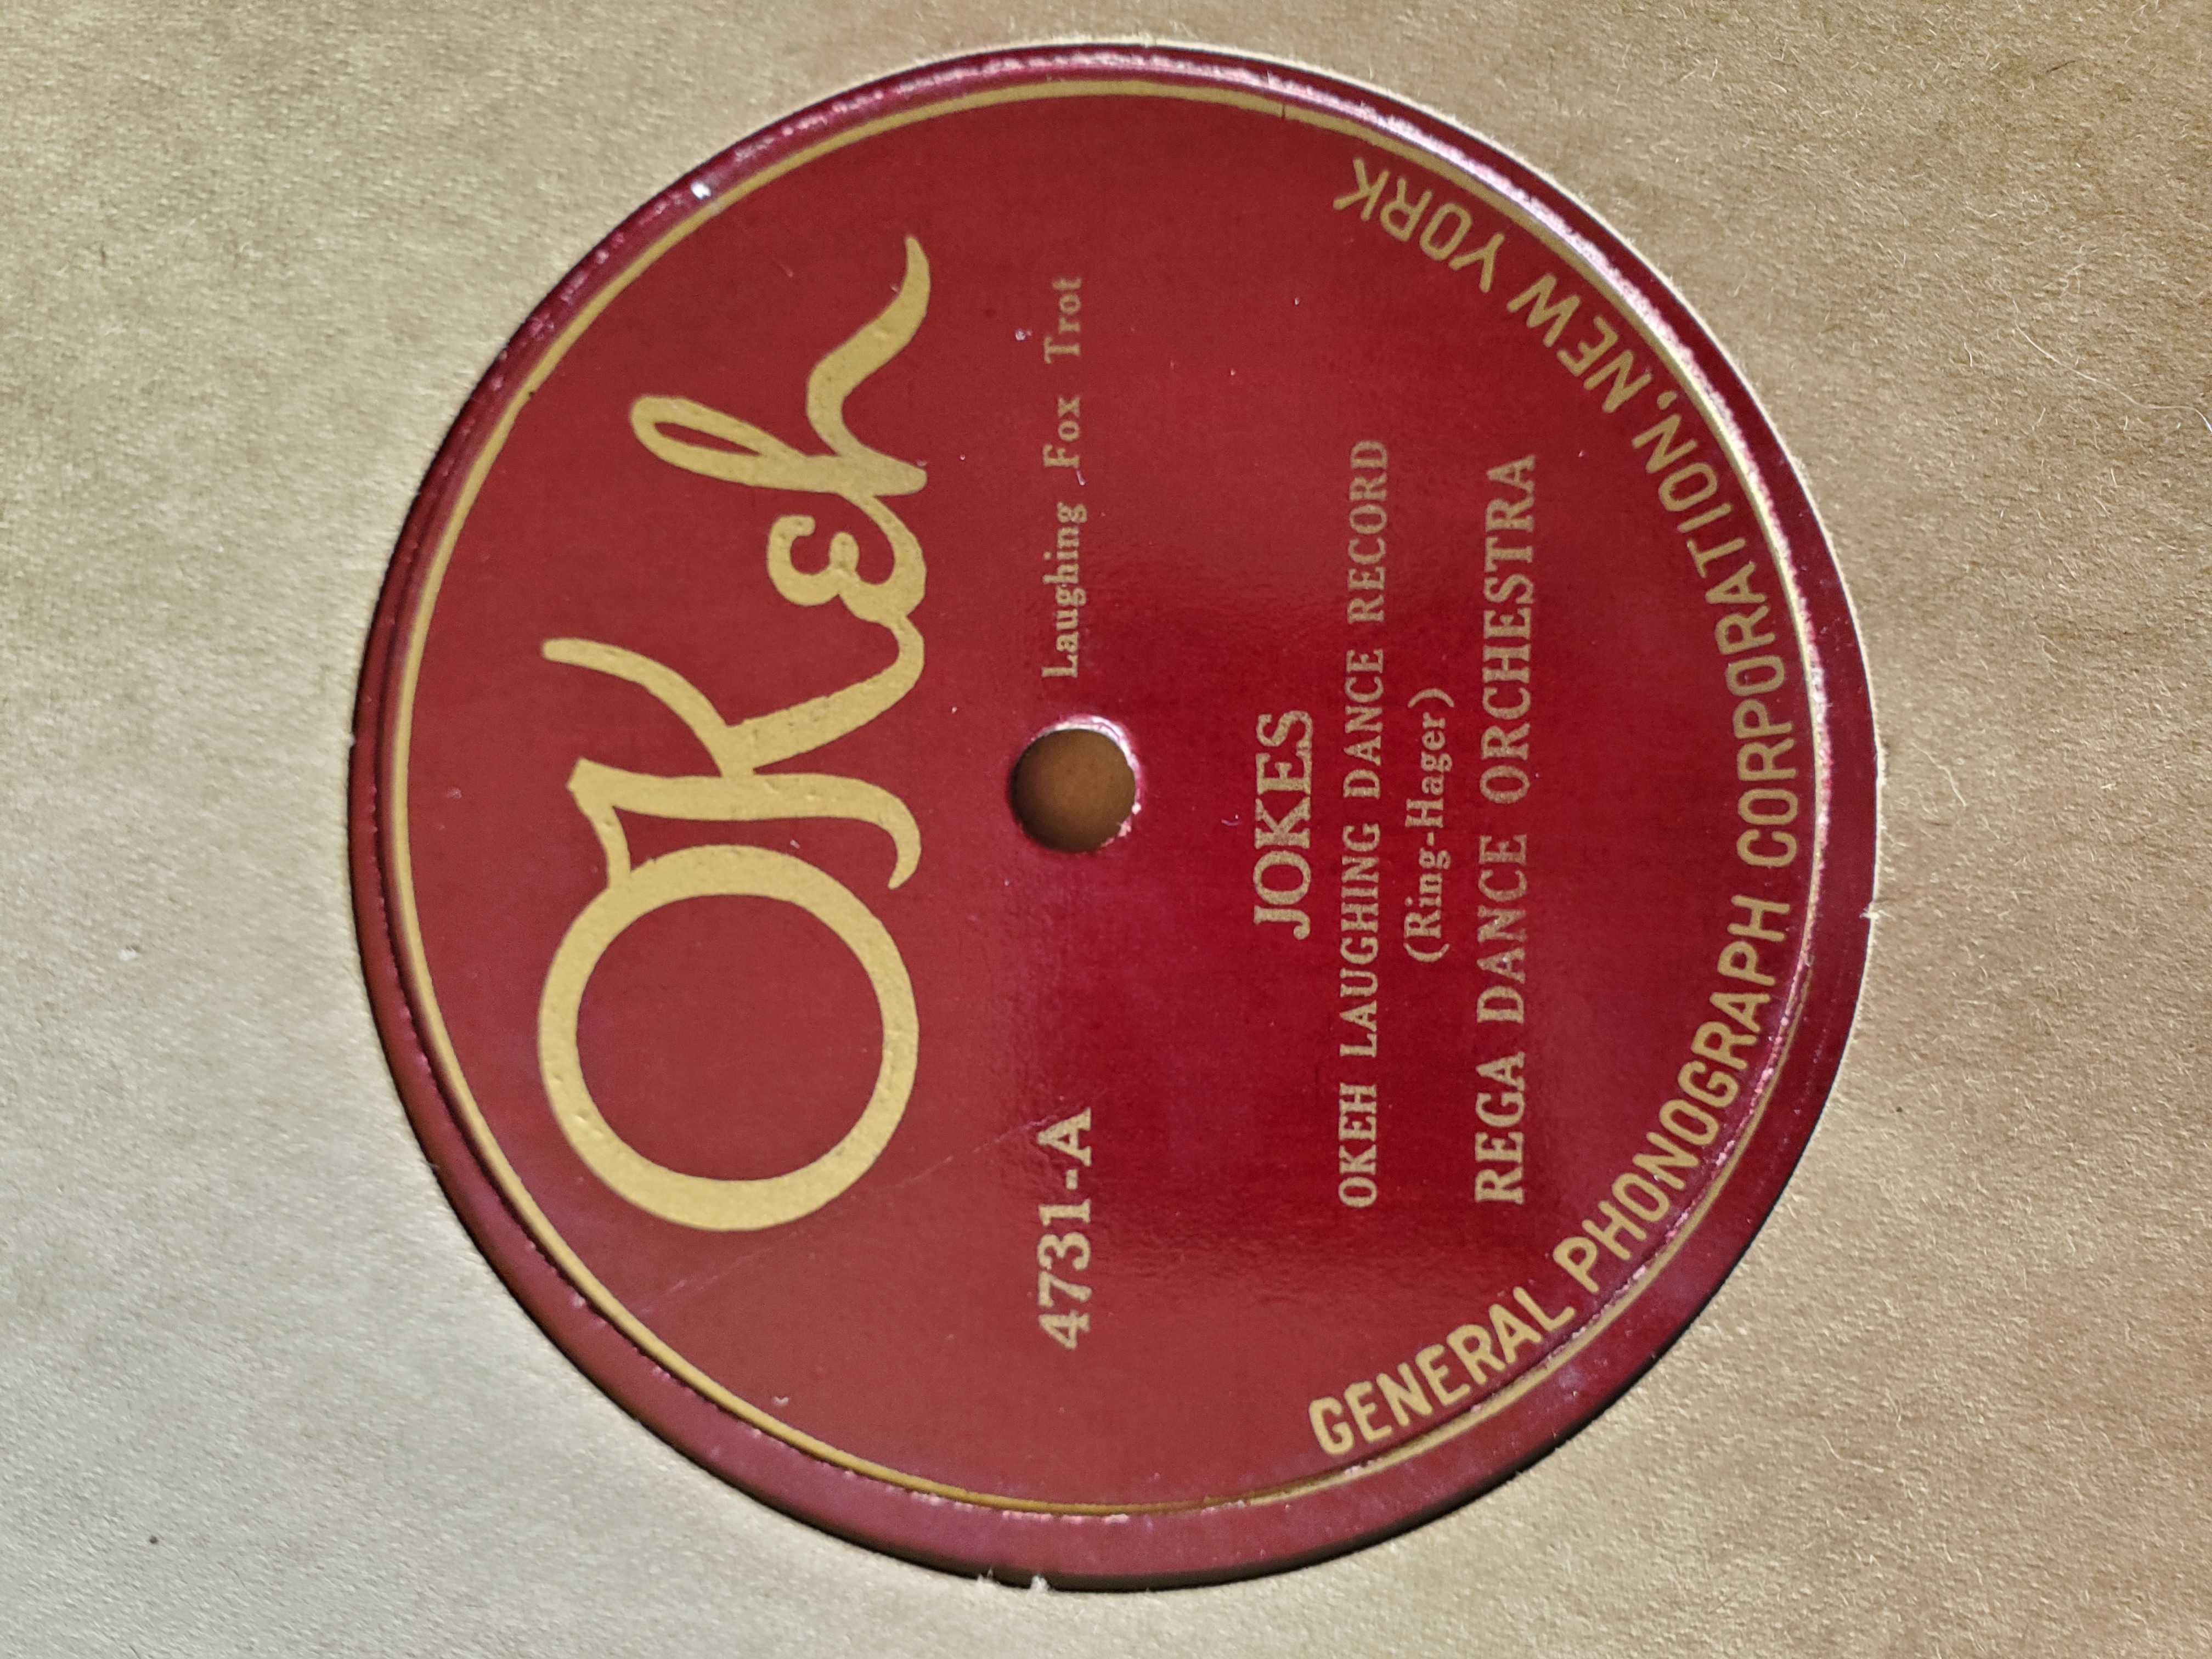 OKeh
4731-A Laughing Fox Trot
JOKES
OKEH LAUGHING DANCE RECORD
(Ring-Hager)
REGA DANCE ORCHESTRA
GENERAL PHONOGRAPH CORPORATION, NEW YORK